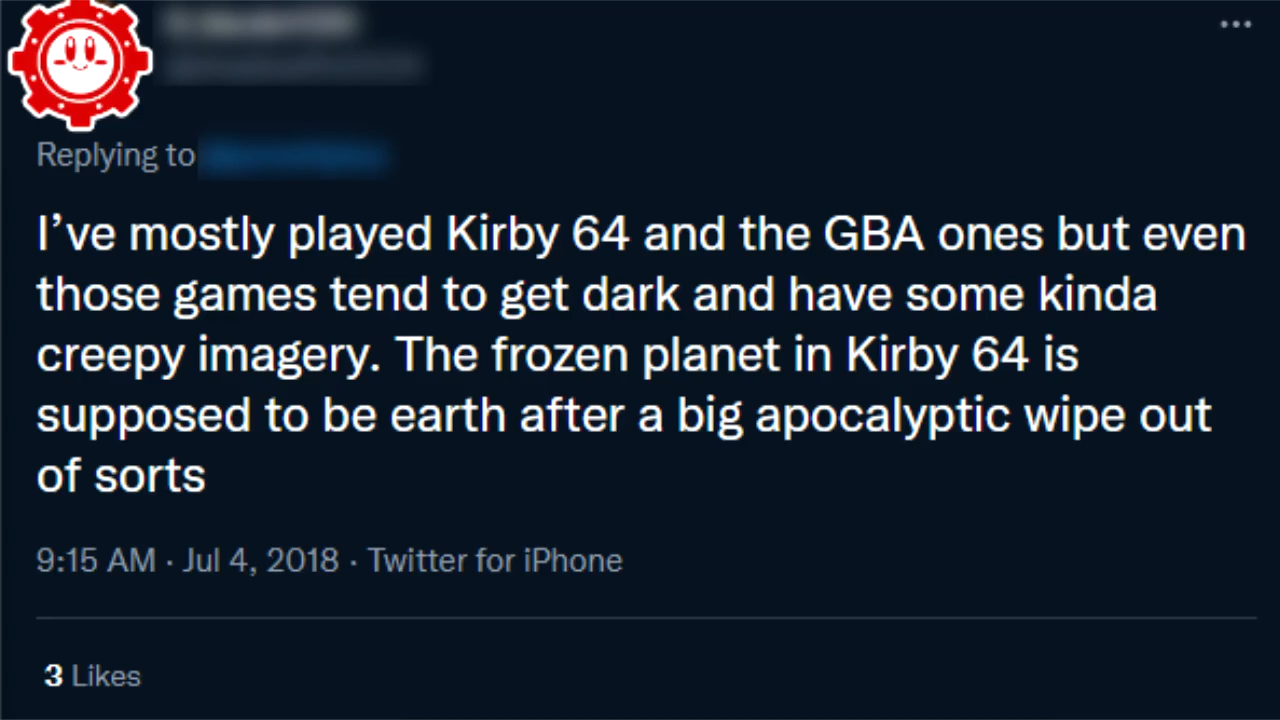 Replying to
I’ve mostly played Kirby 64 and the GBA ones but even
those games tend to get dark and have some kinda
creepy imagery. The frozen planet in Kirby 64 is
supposed to be earth after a big apocalyptic wipe out
of sorts
9:15 AM · Jul 4, 2018 · Twitter for iPhone
3 Likes